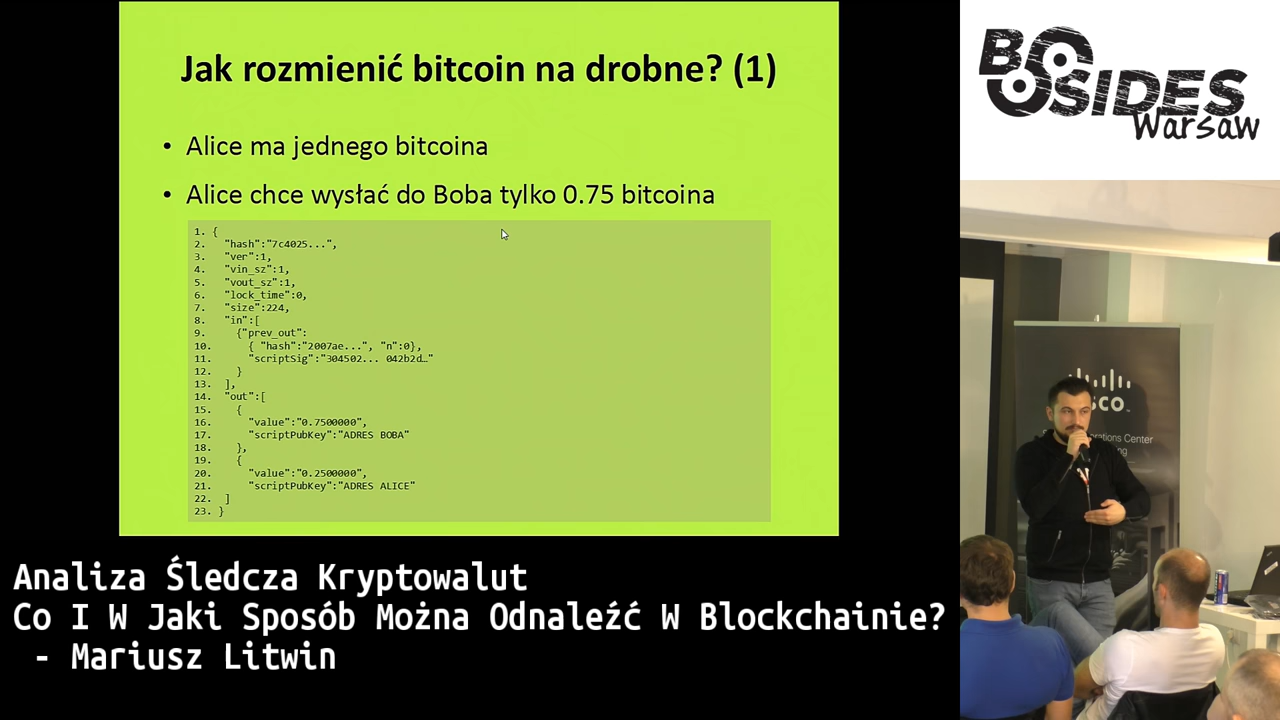 Jak rozmienić bitcoin na drobne? (1)
• Alice ma jednego bitcoina
• Alice chce wysłać do Boba tylko 0.75 bitcoina
1. {
2. "hash":"7c4025...",
3. "ver":1,
4. "vin_sz":1,
5. "vout_sz":1,
6. "lock_time":0,
7. "size":224,
8. "in":[
9. {"prev_out":
10. { "hash":"2007ae...", "n":0},
11. "scriptSig":"304502... 042b2d…"
12. }
13. ],
14. "out":[
15. {
16. "value":"0.7500000",
17. "scriptPubKey":"ADRES BOBA"
18. },
19. {
20. "value":"0.2500000",
21. "scriptPubKey":"ADRES ALICE"
22. ]
23. }
BSIDES
Warsaw
Analiza Śledcza Kryptowalut
Co I W Jaki Sposób Można Odnaleźć W Blockchainie?
- Mariusz Litwin